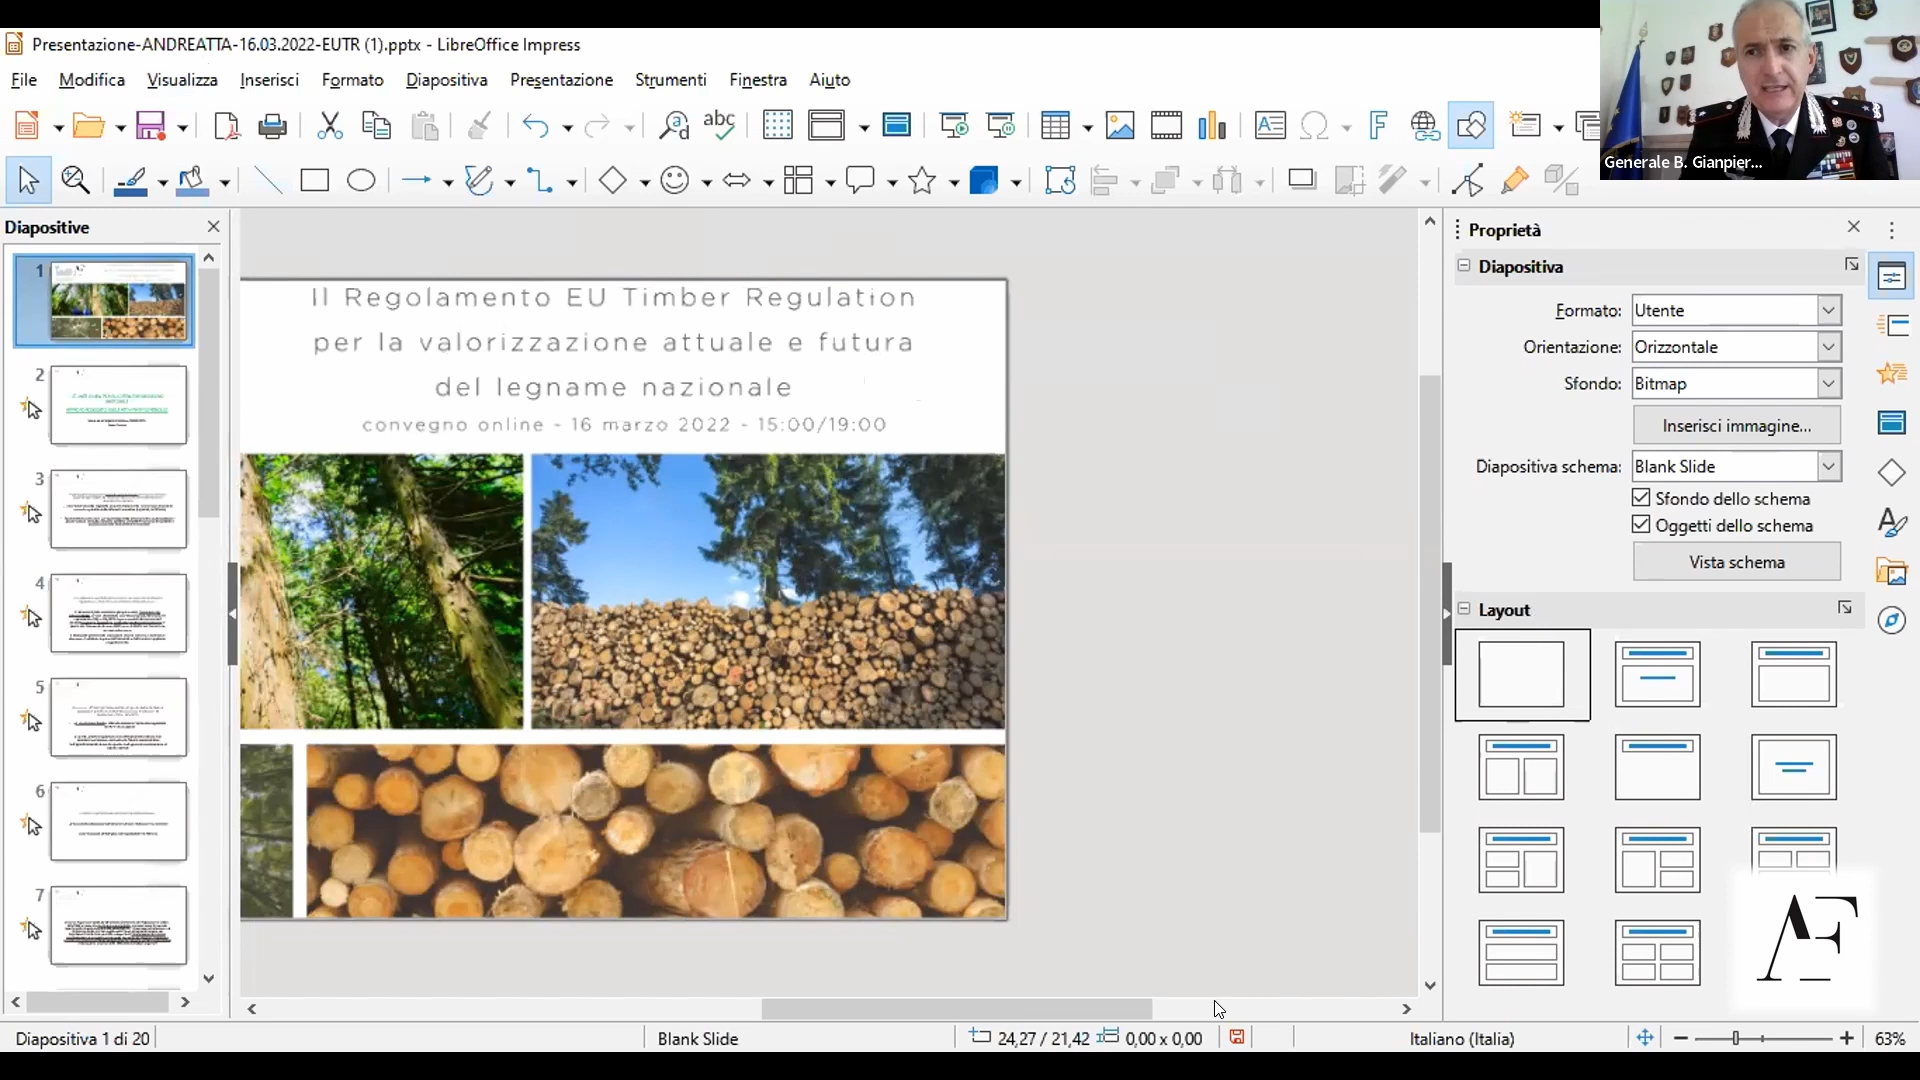 Presentazione-ANDREATTA-16.03.2022-EUTR (1).pptx - LibreOffice Impress
File Modifica Visualizza Inserisci Formato Diapositiva Presentazione Strumenti Finestra Aiuto
abc
Generale B. Gianpier...
Diapositive
1
2
3
4
5
6
7
Il Regolamento EU Timber Regulation
per la valorizzazione attuale e futura
del legname nazionale
convegno online - 16 marzo 2022 - 15:00/19:00
Proprietà
Diapositiva
Formato: Utente
Orientazione: Orizzontale
Sfondo: Bitmap
Inserisci immagine...
Diapositiva schema: Blank Slide
Sfondo dello schema
Oggetti dello schema
Vista schema
Layout
AF
Diapositiva 1 di 20
Blank Slide
24,27 / 21,42
0,00 x 0,00
Italiano (Italia)
63%